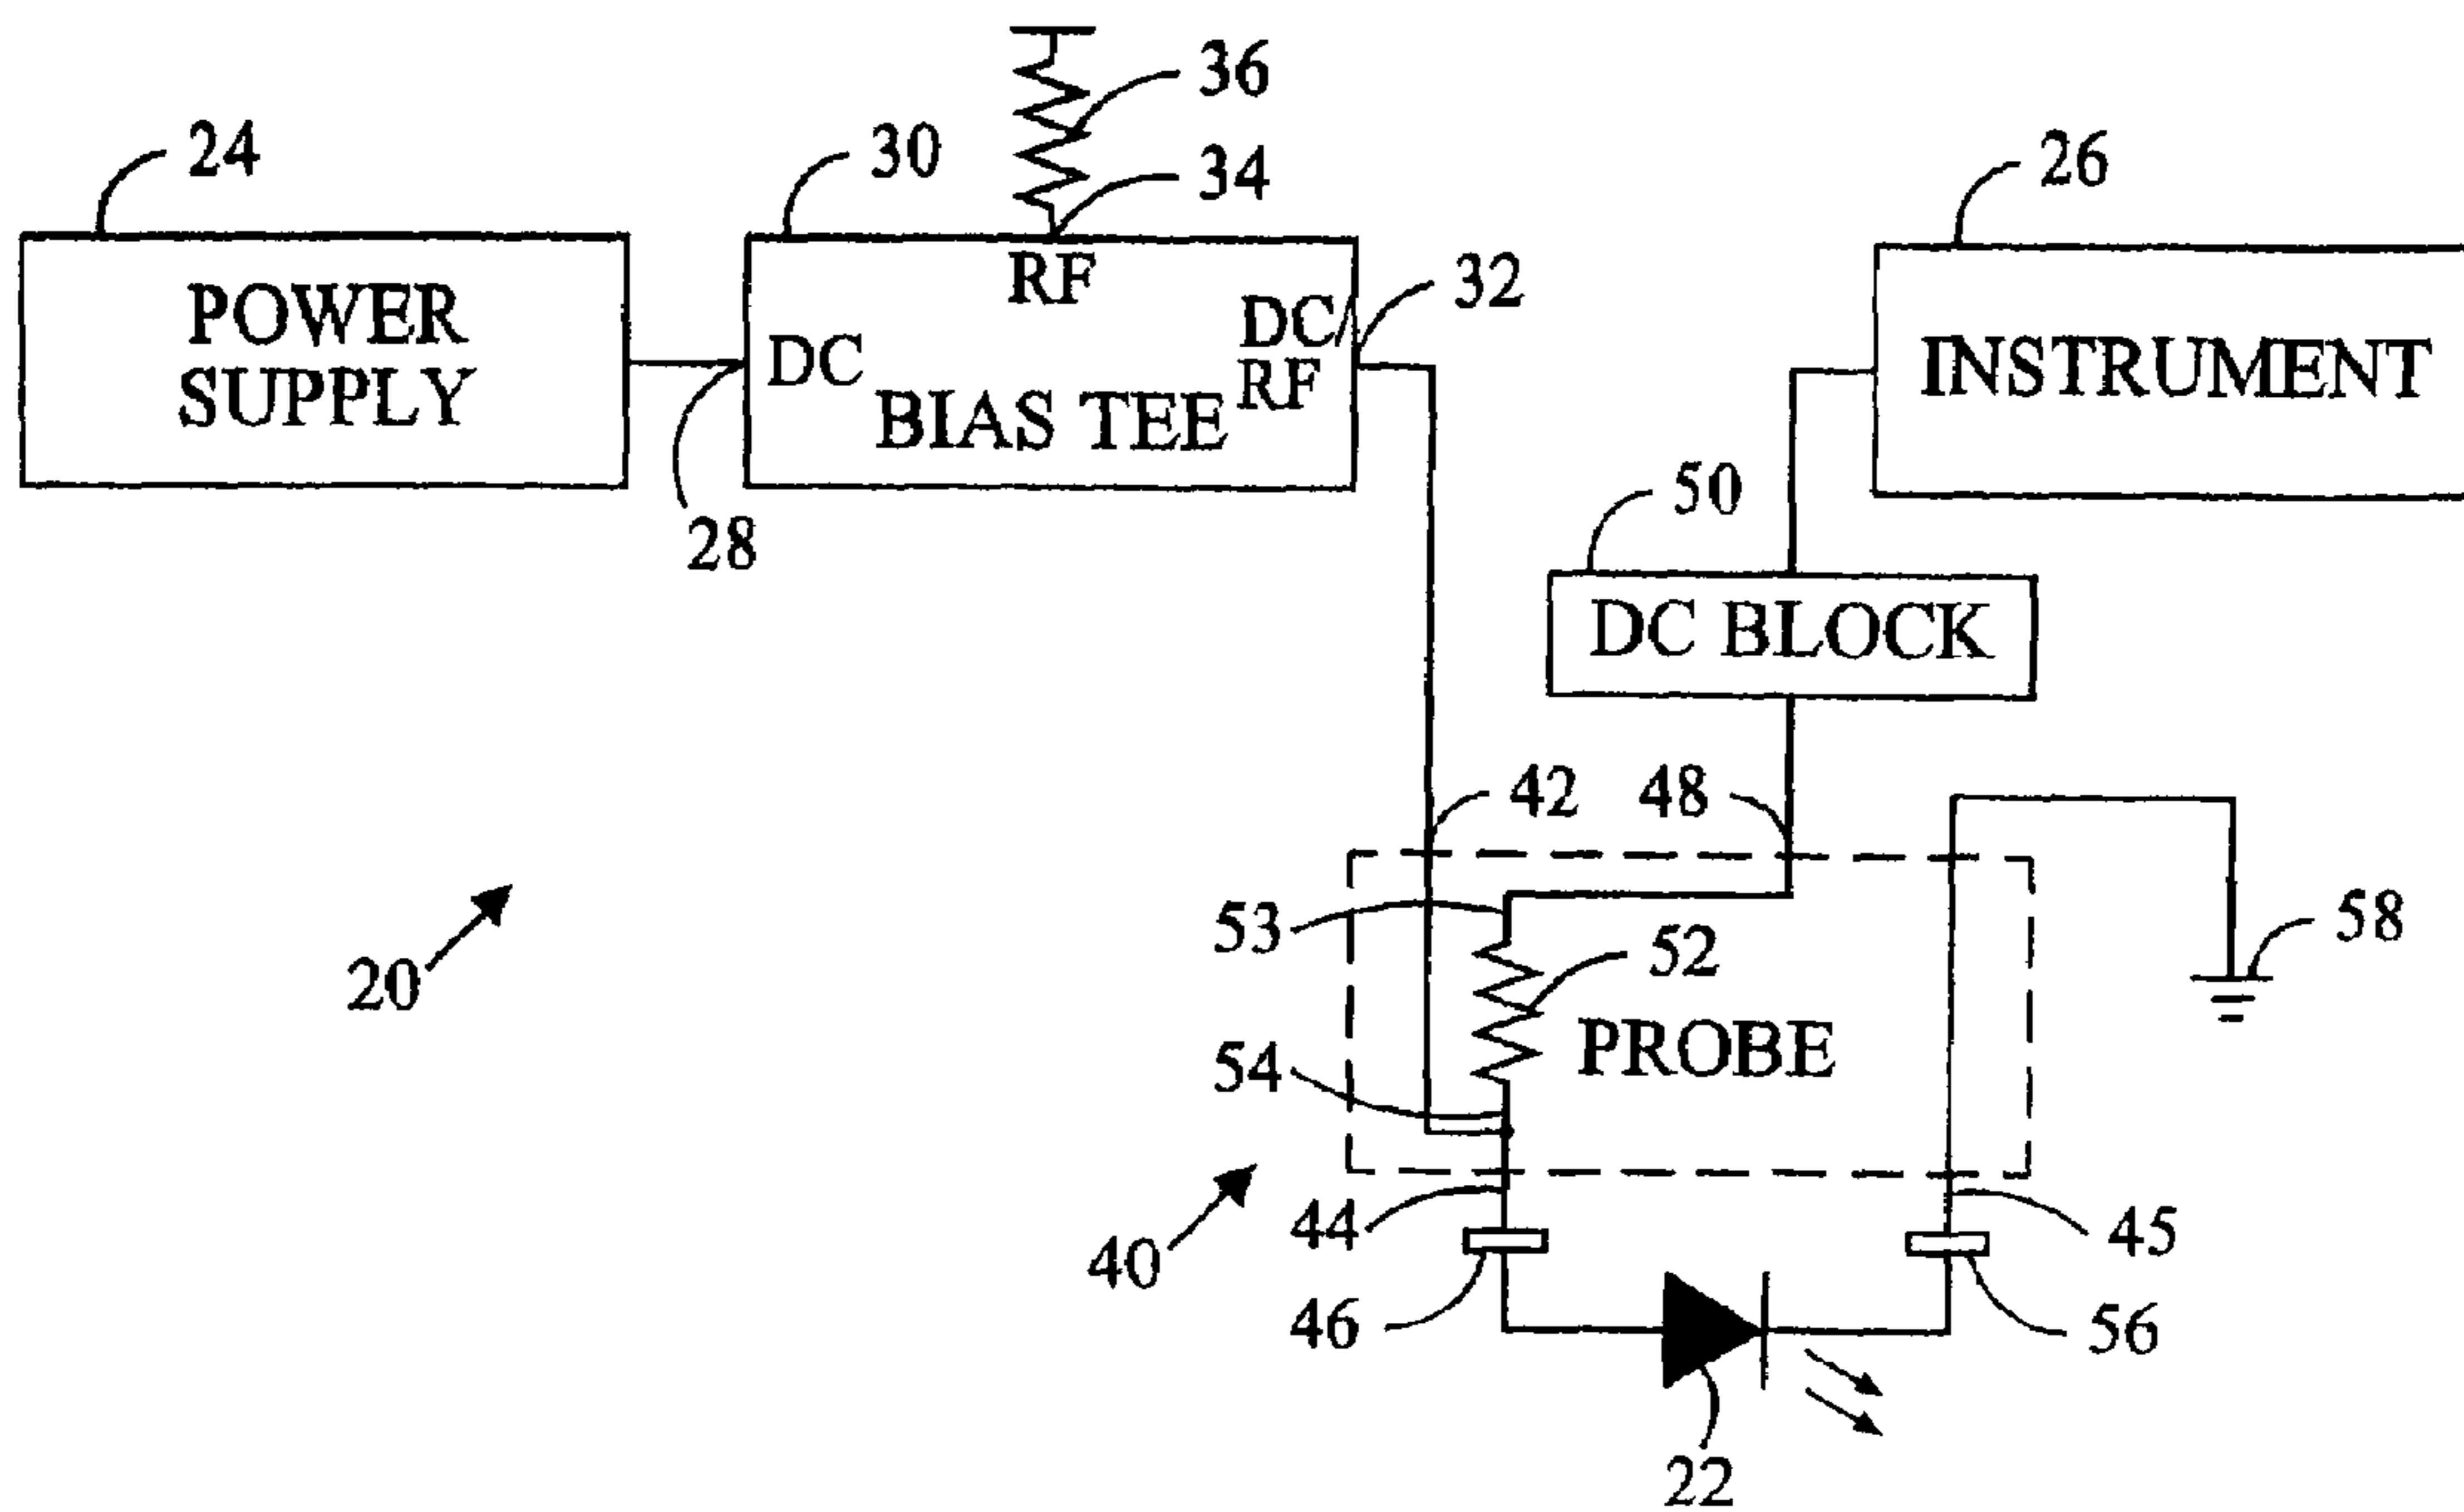 36
24
30
34
26
RF
32
POWER
SUPPLY
DC/
RF
DC
BIAS TEE
INSTRUMENT
28
50
DC BLOCK
42
48
53
52
58
20
PROBE
54
44
45
40
46
56
22